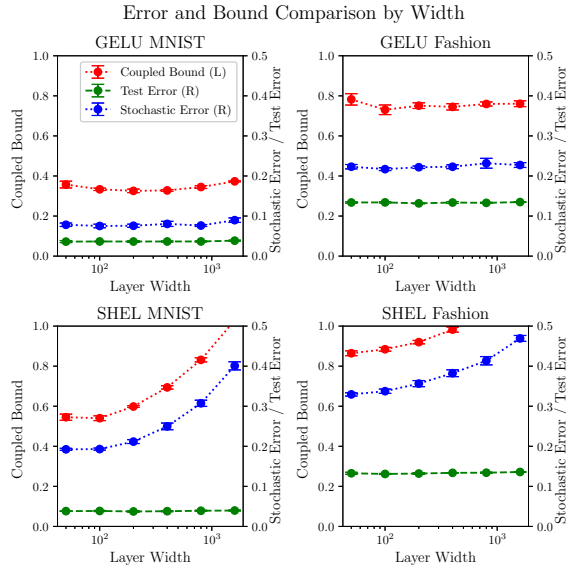 Error and Bound Comparison by Width
GELU MNIST
GELU Fashion
Coupled Bound
1.0
0.8
0.6
0.4
0.2
0.0
Coupled Bound (L)
Test Error (R)
Stochastic Error (R)
0.5
0.4
0.3
0.2
0.1
0.0
Stochastic Error / Test Error
10²
10³
Layer Width
Coupled Bound
1.0
0.8
0.6
0.4
0.2
0.0
0.5
0.4
0.3
0.2
0.1
0.0
Stochastic Error / Test Error
10²
10³
Layer Width
SHEL MNIST
SHEL Fashion
Coupled Bound
1.0
0.8
0.6
0.4
0.2
0.0
0.5
0.4
0.3
0.2
0.1
0.0
Stochastic Error / Test Error
10²
10³
Layer Width
Coupled Bound
1.0
0.8
0.6
0.4
0.2
0.0
0.5
0.4
0.3
0.2
0.1
0.0
Stochastic Error / Test Error
10²
10³
Layer Width